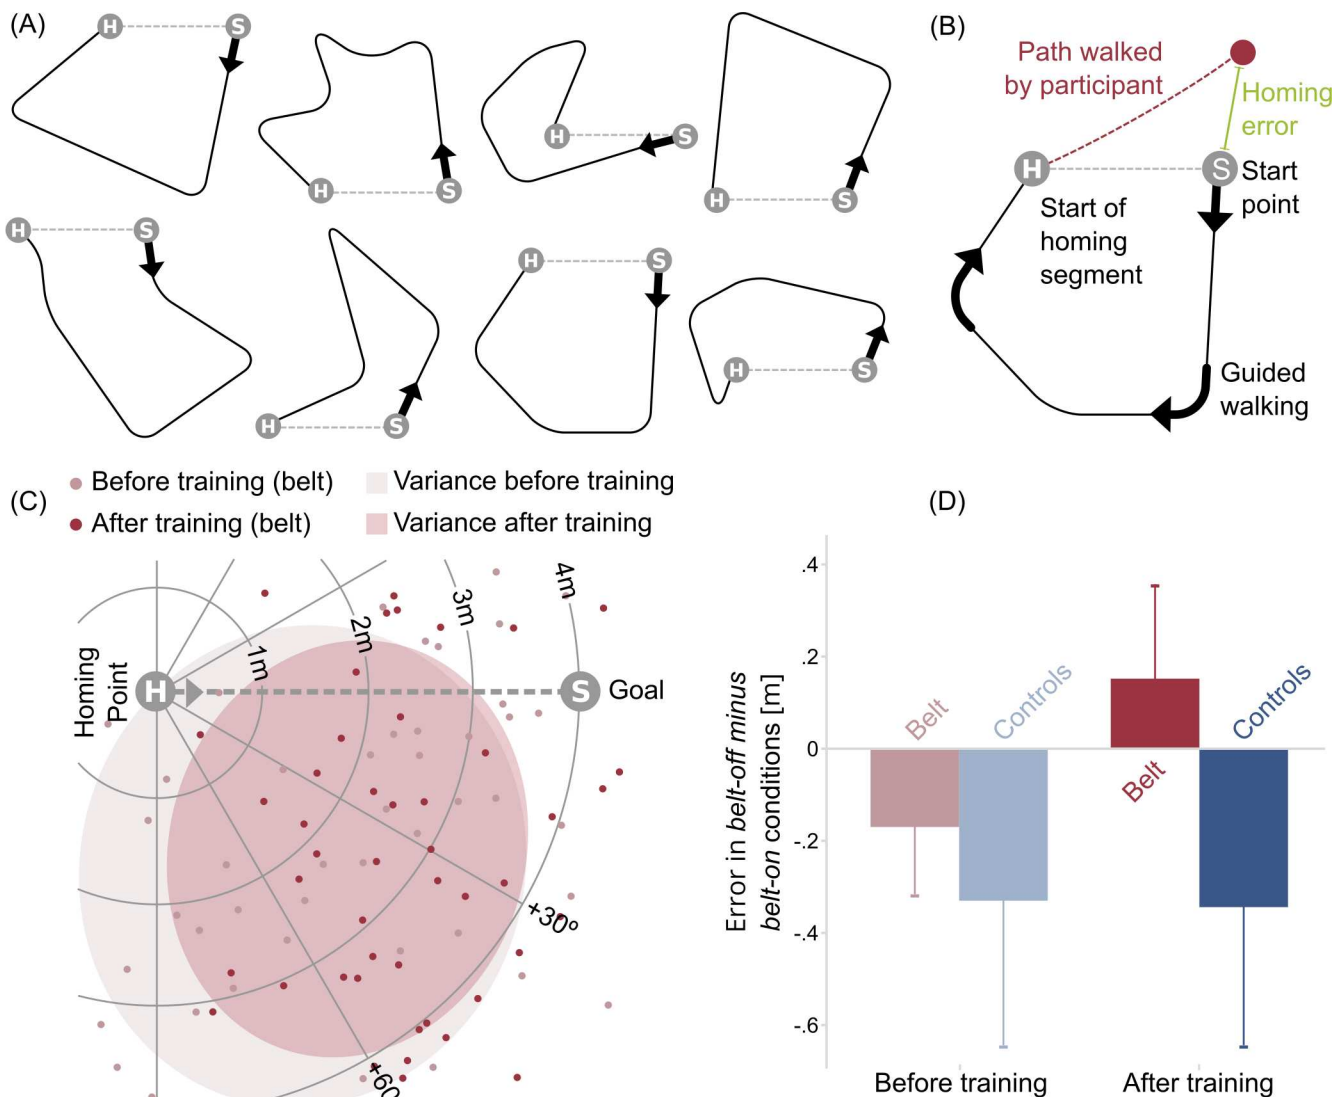 (A)
H
S
H
S
H
S
H
S
H
S
H
S
H
S
H
S
(B)
Path walked
by participant
Homing
error
H
S
Start
point
Start of
homing
segment
Guided
walking
(C)
Before training (belt)
Variance before training
After training (belt)
Variance after training
4m
3m
2m
1m
Homing
Point
H
S
Goal
+30º
+60
(D)
Error in belt-off minus
belt-on conditions [m]
.4
.2
0
-.2
-.4
-.6
Belt
Controls
Belt
Controls
Before training
After training